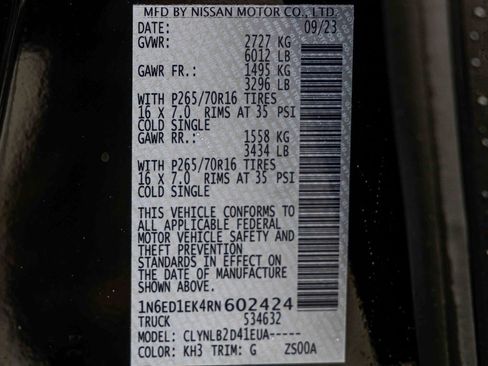 MFD BY NISSAN MOTOR CO., LTD.
DATE: 09/23
GVWR: 2727 KG
6012 LB
GAWR FR.: 1495 KG
3296 LB
WITH P265/70R16 TIRES
16 X 7.0 RIMS AT 35 PSI
COLD SINGLE
GAWR RR.: 1558 KG
3434 LB
WITH P265/70R16 TIRES
16 X 7.0 RIMS AT 35 PSI
COLD SINGLE
THIS VEHICLE CONFORMS TO
ALL APPLICABLE FEDERAL
MOTOR VEHICLE SAFETY AND
THEFT PREVENTION
STANDARDS IN EFFECT ON
THE DATE OF MANUFACTURE
SHOWN ABOVE.
1N6ED1EK4RN602424
TRUCK 534632
MODEL: CLYNLB2D41EUA-----
COLOR: KH3 TRIM: G ZS00A